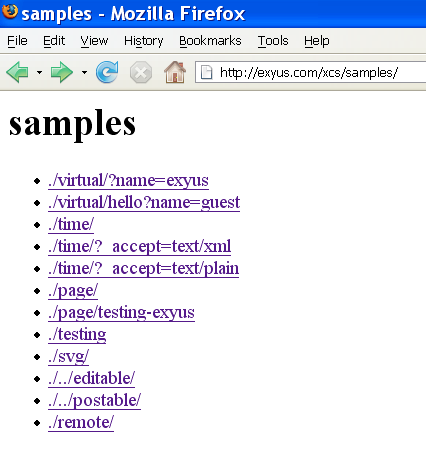 samples - Mozilla Firefox
File Edit View History Bookmarks Tools Help
http://exyus.com/xcs/samples/
samples
./virtual/?name=exyus
./virtual/hello?name=guest
./time/
./time/?_accept=text/xml
./time/?_accept=text/plain
./page/
./page/testing-exyus
./testing
./svg/
./../editable/
./../postable/
./remote/